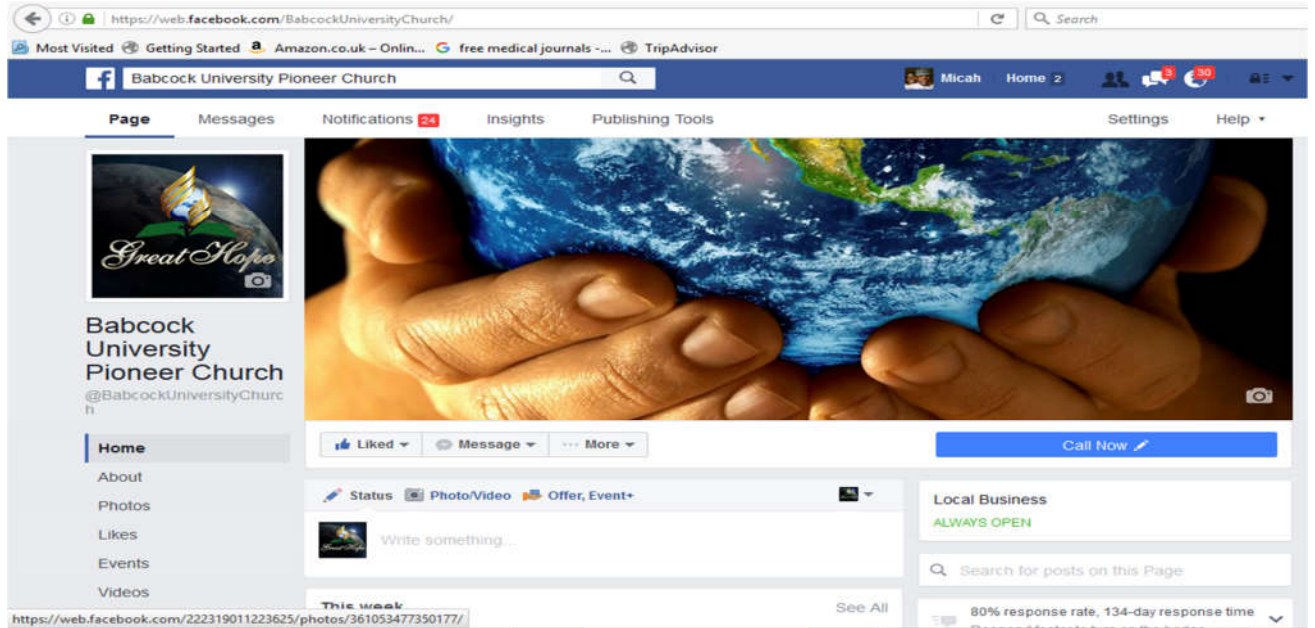 https://web.facebook.com/BabcockUniversityChurch/
Search
Most Visited Getting Started Amazon.co.uk – Onlin... free medical journals -... TripAdvisor
Babcock University Pioneer Church
Micah Home 2 3 30
Page Messages Notifications 24 Insights Publishing Tools Settings Help
Great Hope
Babcock
University
Pioneer Church
@BabcockUniversityChurc
h
Home
About
Photos
Likes
Events
Videos
Liked Message More
Call Now
Status Photo/Video Offer, Event+
Write something...
Local Business
ALWAYS OPEN
Search for posts on this Page
This week
See All
80% response rate, 134-day response time
https://web.facebook.com/222319011223625/photos/361053477350177/